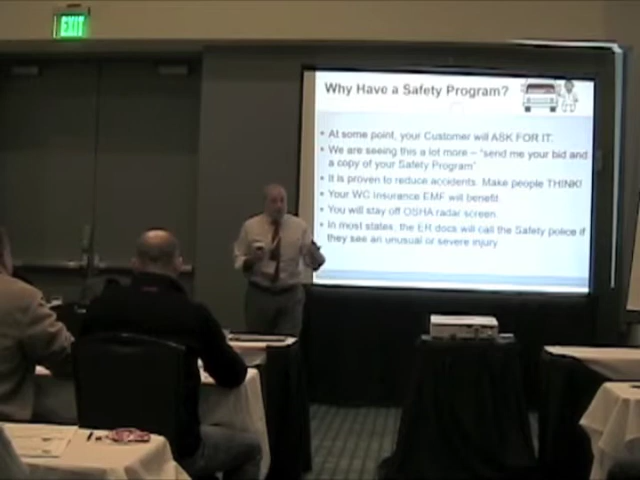 EXIT
Why Have a Safety Program?
• At some point, your Customer will ASK FOR IT.
• We are seeing this a lot more – "send me your bid and
a copy of your Safety Program"
• It is proven to reduce accidents. Make people THINK!
• Your WC Insurance EMF will benefit.
• You will stay off OSHA radar screen.
• In most states, the ER docs will call the Safety police if
they see an unusual or severe injury